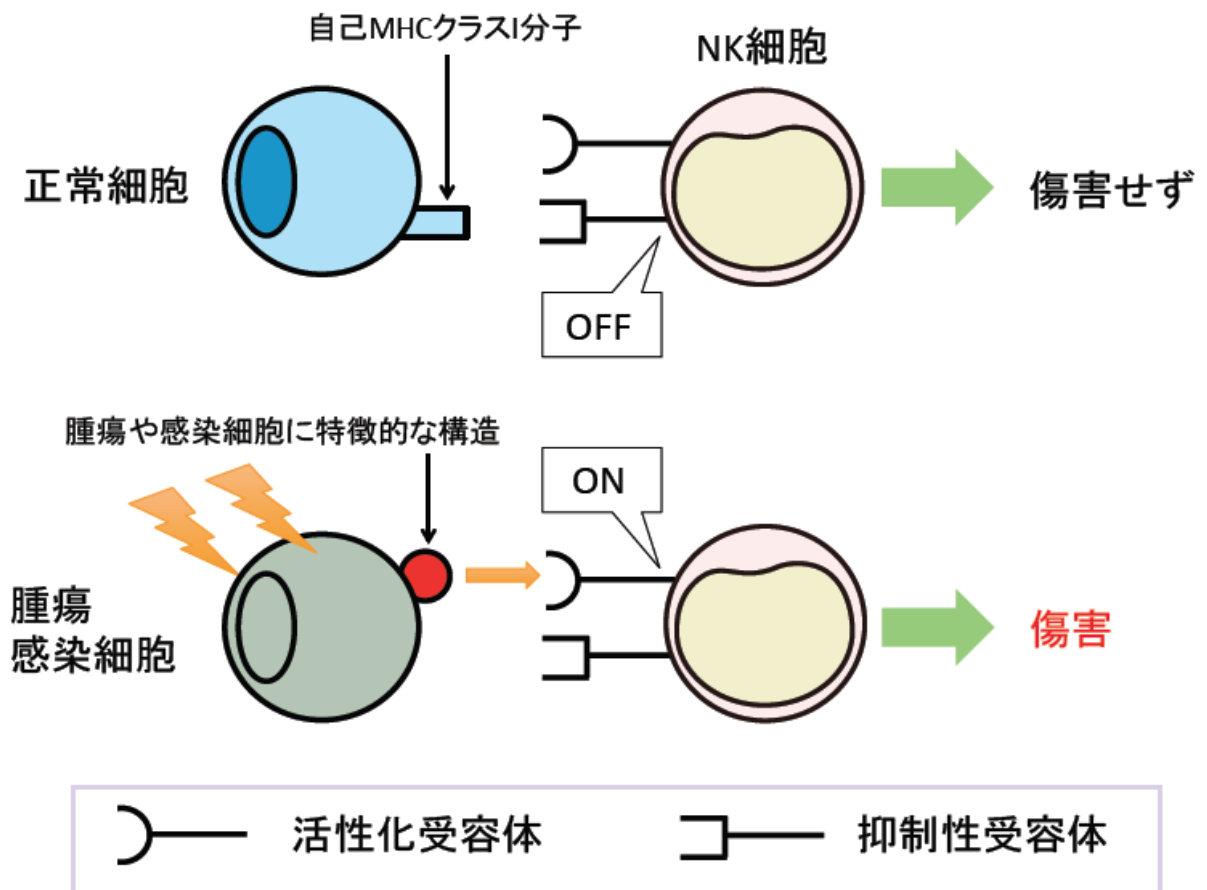 自己MHCクラスI分子
NK細胞
正常細胞
傷害せず
OFF
腫瘍や感染細胞に特徴的な構造
ON
腫瘍
感染細胞
傷害
活性化受容体
抑制性受容体